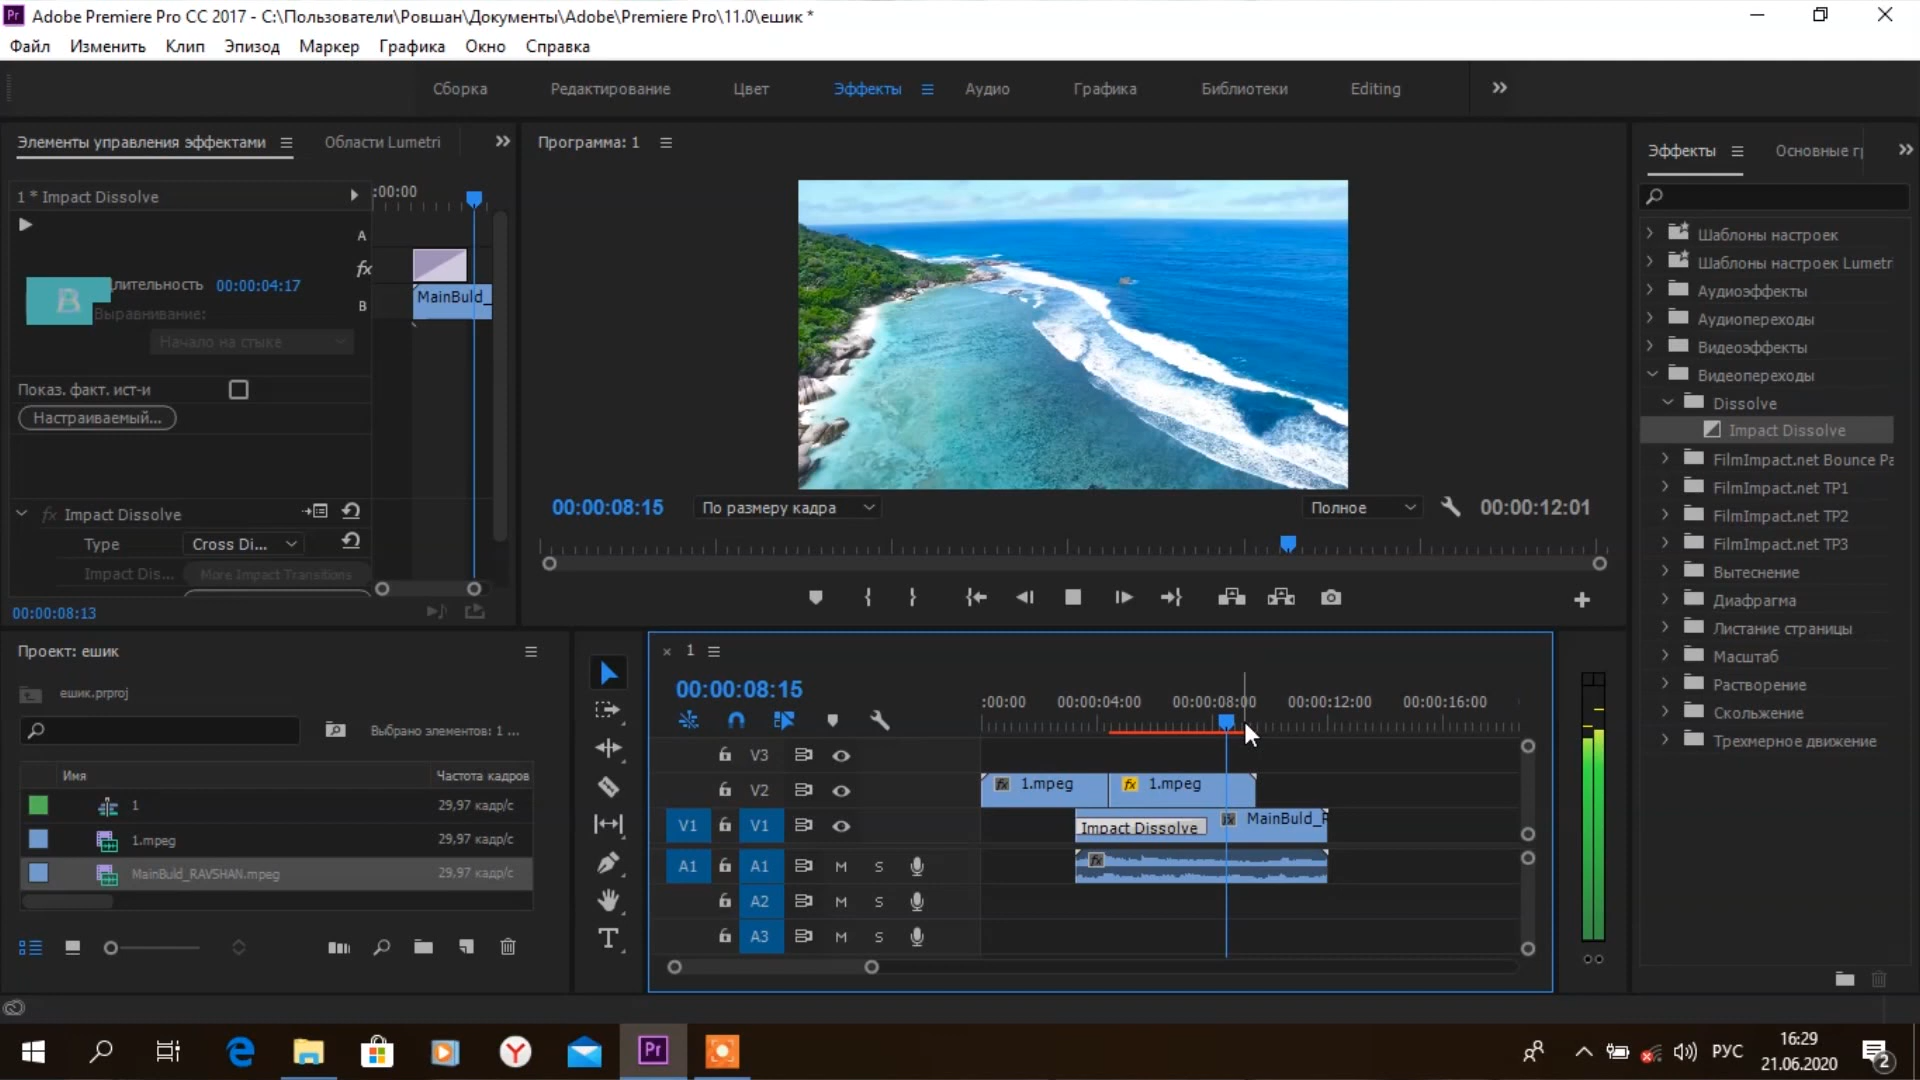 Adobe Premiere Pro CC 2017 - C:\Пользователи\Ровшан\Документы\Adobe\Premiere Pro\11.0\ешик *
Файл Изменить Клип Эпизод Маркер Графика Окно Справка
Сборка Редактирование Цвет Эффекты Аудио Графика Библиотеки Editing
Элементы управления эффектами Области Lumetri
Программа: 1
Эффекты Основные гр
1 * Impact Dissolve
:00:00
A
fx
B
MainBuld_
B
лительность 00:00:04:17
Выравнивание:
Начало на стыке
Показ. факт. ист-и
Настраиваемый...
fx Impact Dissolve
Type Cross Di...
Impact Dis... More Impact Transitions
00:00:08:13
00:00:08:15 По размеру кадра Полное 00:00:12:01
Шаблоны настроек
Шаблоны настроек Lumetri
Аудиоэффекты
Аудиопереходы
Видеоэффекты
Видеопереходы
Dissolve
Impact Dissolve
FilmImpact.net Bounce Pa
FilmImpact.net TP1
FilmImpact.net TP2
FilmImpact.net TP3
Вытеснение
Диафрагма
Листание страницы
Масштаб
Растворение
Скольжение
Трехмерное движение
Проект: ешик
ешик.prproj
Выбрано элементов: 1 ...
Имя Частота кадров
1 29,97 кадр/с
1.mpeg 29,97 кадр/с
MainBuld_RAVSHAN.mpeg 29,97 кадр/с
× 1
00:00:08:15
:00:00 00:00:04:00 00:00:08:00 00:00:12:00 00:00:16:00
V3
V2 fx 1.mpeg fx 1.mpeg
V1 V1 Impact Dissolve fx MainBuld_R
A1 A1 M S fx
A2 M S
A3 M S
T
Pr
РУС
16:29
21.06.2020
2